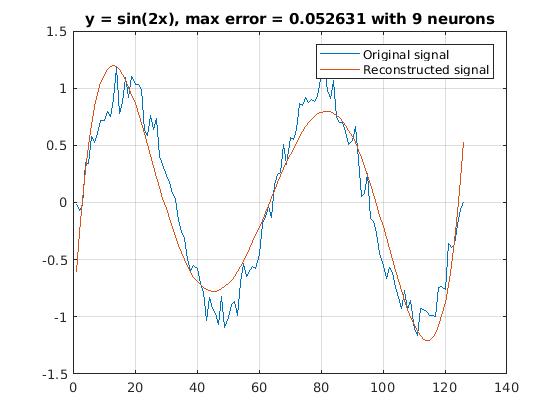 y = sin(2x), max error = 0.052631 with 9 neurons
Original signal
Reconstructed signal
1.5
1
0.5
0
-0.5
-1
-1.5
0 20 40 60 80 100 120 140